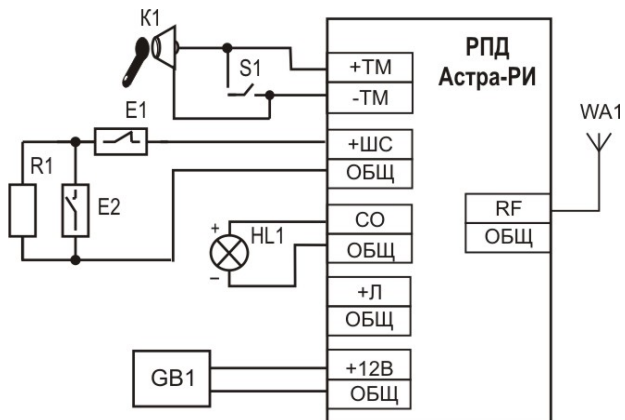 K1
S1
+ТМ
-ТМ
РПД
Астра-РИ
WA1
E1
+ШС
ОБЩ
R1
E2
RF
ОБЩ
+
HL1
–
СО
ОБЩ
+Л
ОБЩ
GB1
+12В
ОБЩ